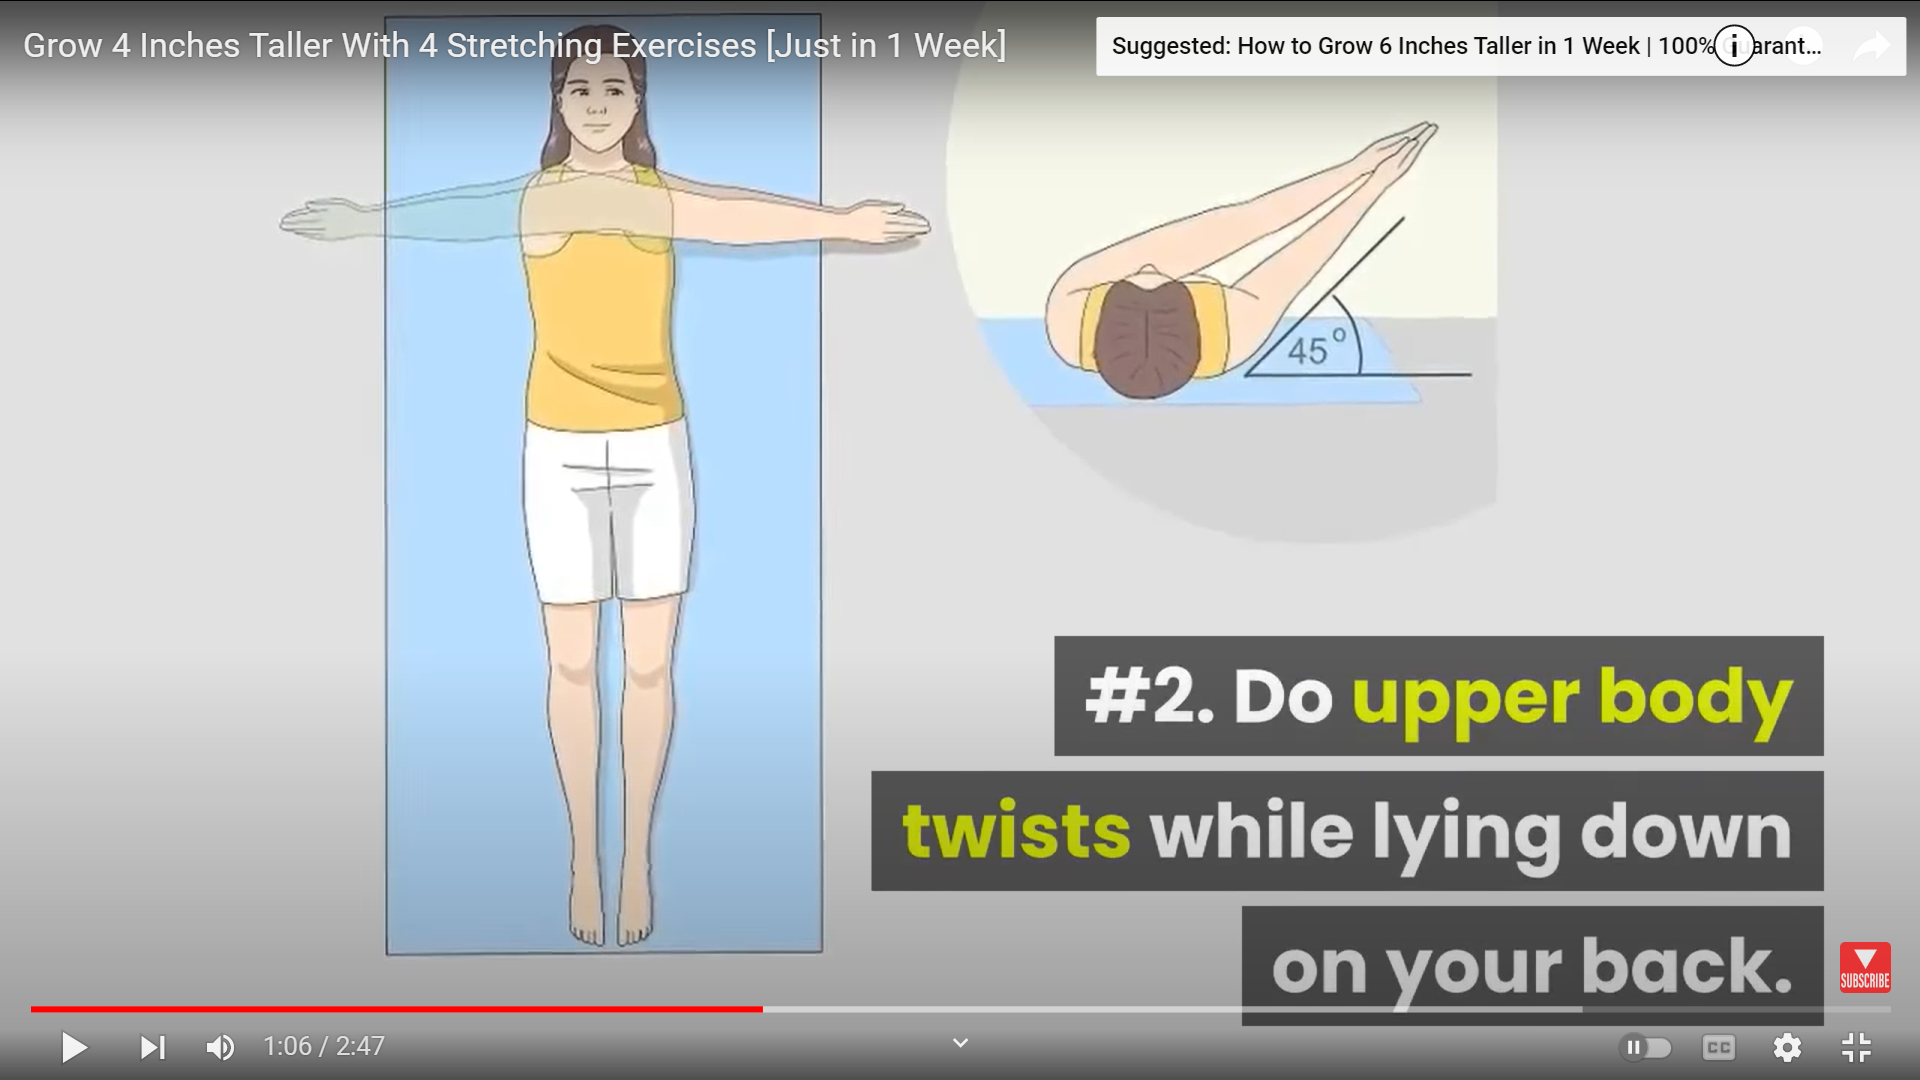 Grow 4 Inches Taller With 4 Stretching Exercises [Just in 1 Week]
Suggested: How to Grow 6 Inches Taller in 1 Week | 100%
45°
#2. Do upper body
twists while lying down
on your back.
SUBSCRIBE
1:06 / 2:47
CC